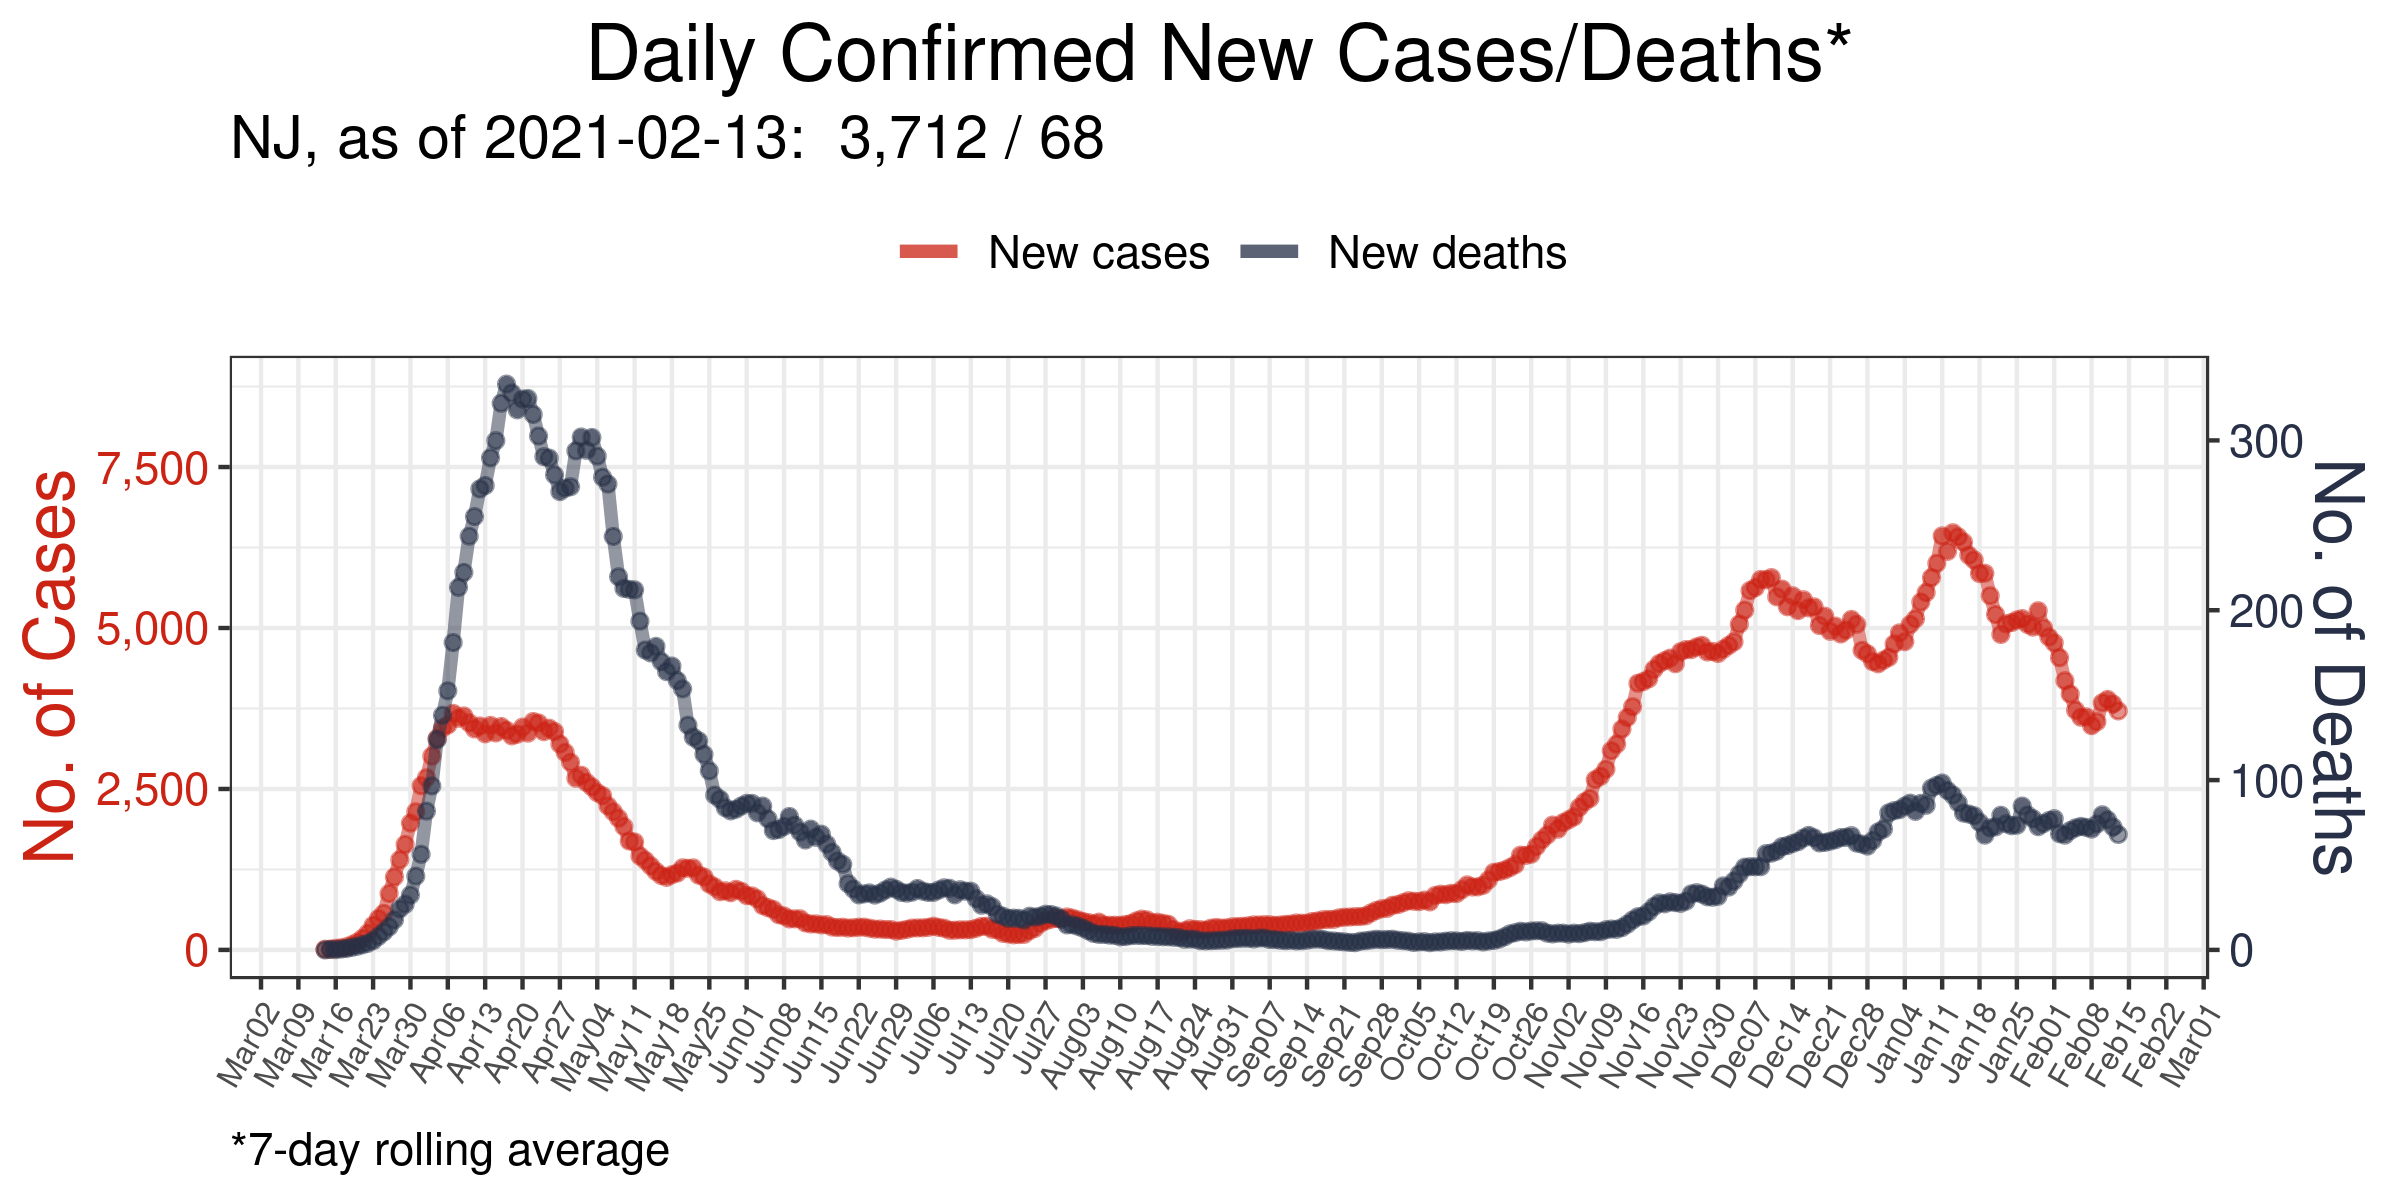 Daily Confirmed New Cases/Deaths*
NJ, as of 2021-02-13:  3,712 / 68
New cases
New deaths
No. of Cases
7,500
5,000
2,500
0
300
200
100
0
No. of Deaths
Mar02
Mar09
Mar16
Mar23
Mar30
Apr06
Apr13
Apr20
Apr27
May04
May11
May18
May25
Jun01
Jun08
Jun15
Jun22
Jun29
Jul06
Jul13
Jul20
Jul27
Aug03
Aug10
Aug17
Aug24
Aug31
Sep07
Sep14
Sep21
Sep28
Oct05
Oct12
Oct19
Oct26
Nov02
Nov09
Nov16
Nov23
Nov30
Dec07
Dec14
Dec21
Dec28
Jan04
Jan11
Jan18
Jan25
Feb01
Feb08
Feb15
Feb22
Mar01
*7-day rolling average